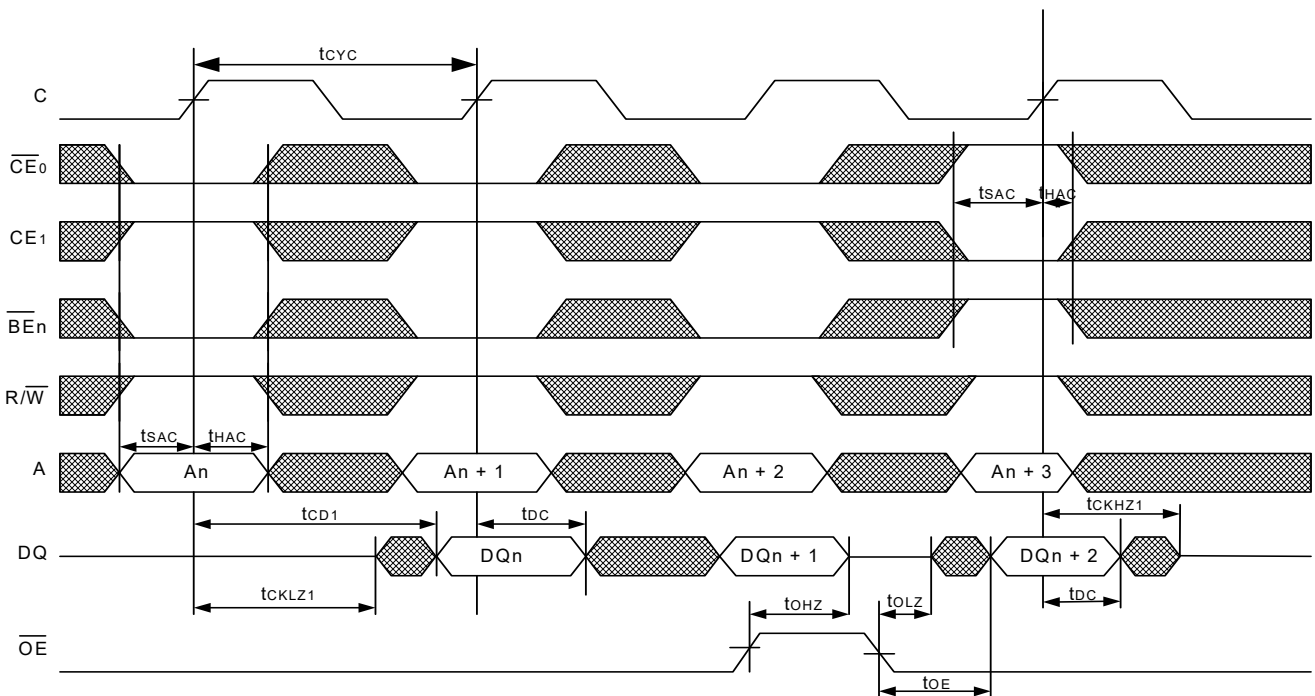 tCYC
C
CE0
tSAC tHAC
CE1
BEn
R/W
tSAC tHAC
A An An + 1 An + 2 An + 3
tCD1 tDC tCKHZ1
DQ DQn DQn + 1 DQn + 2
tCKLZ1 tOHZ tOLZ tDC
OE
tOE